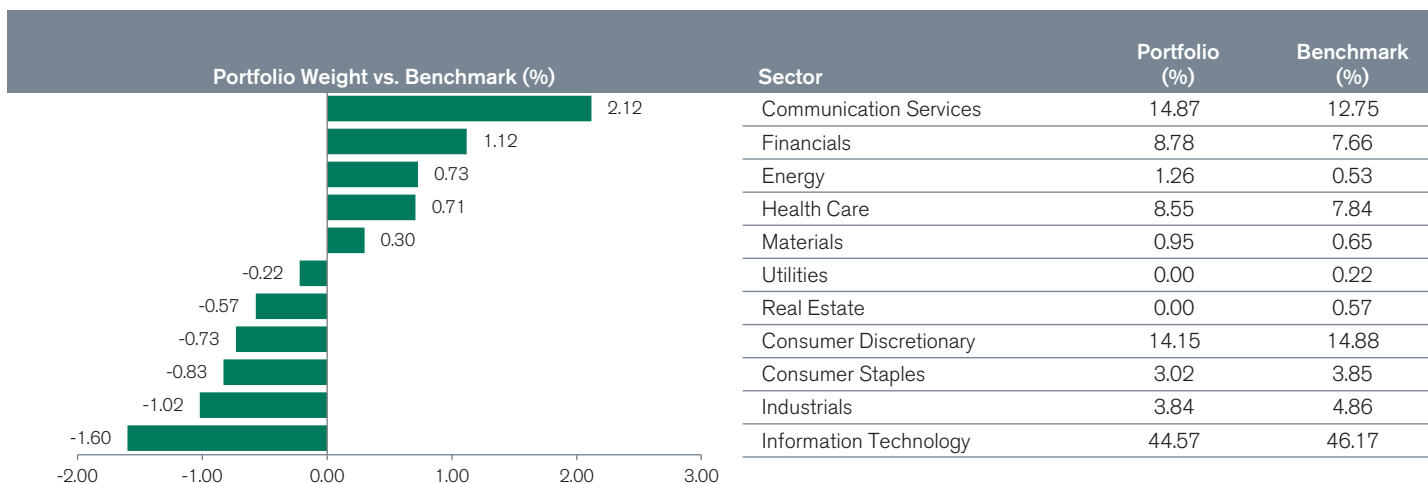 Portfolio Weight vs. Benchmark (%) Sector Portfolio (%) Benchmark (%)
2.12 Communication Services 14.87 12.75
1.12 Financials 8.78 7.66
0.73 Energy 1.26 0.53
0.71 Health Care 8.55 7.84
0.30 Materials 0.95 0.65
-0.22 Utilities 0.00 0.22
-0.57 Real Estate 0.00 0.57
-0.73 Consumer Discretionary 14.15 14.88
-0.83 Consumer Staples 3.02 3.85
-1.02 Industrials 3.84 4.86
-1.60 Information Technology 44.57 46.17
-2.00 -1.00 0.00 1.00 2.00 3.00